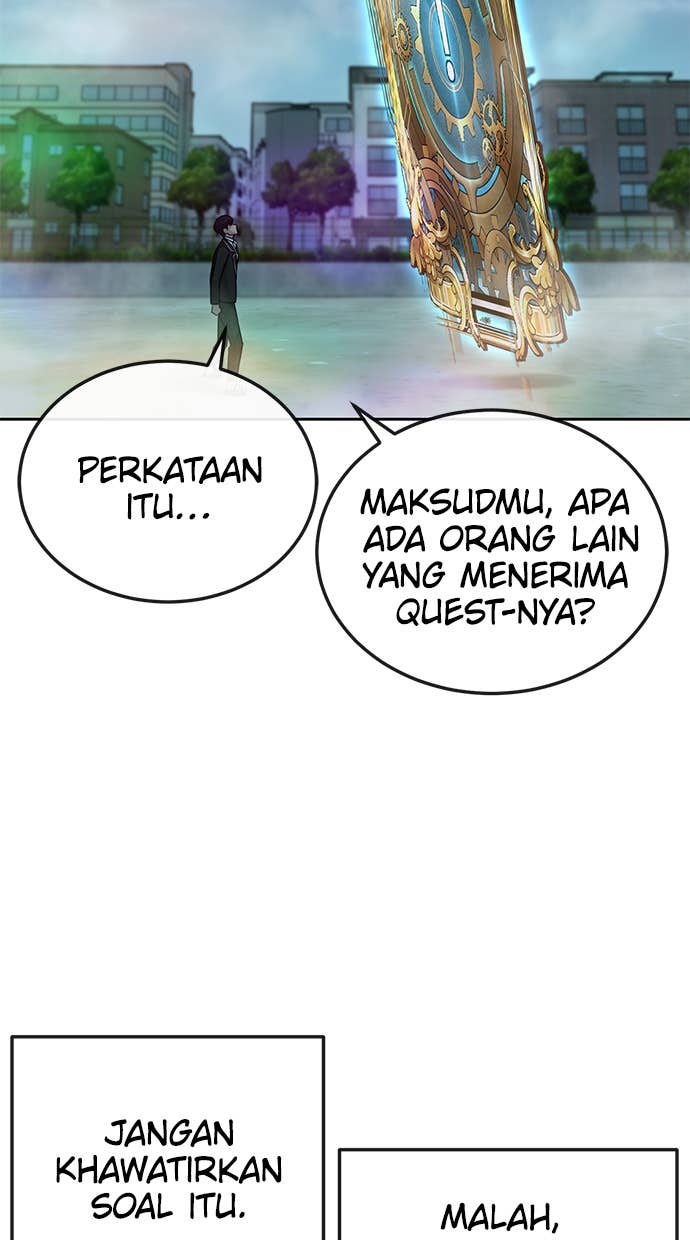 PERKATAAN
ITU...
MAKSUDMU, APA
ADA ORANG LAIN
YANG MENERIMA
QUEST-NYA?
JANGAN
KHAWATIRKAN
SOAL ITU.
MALAH,